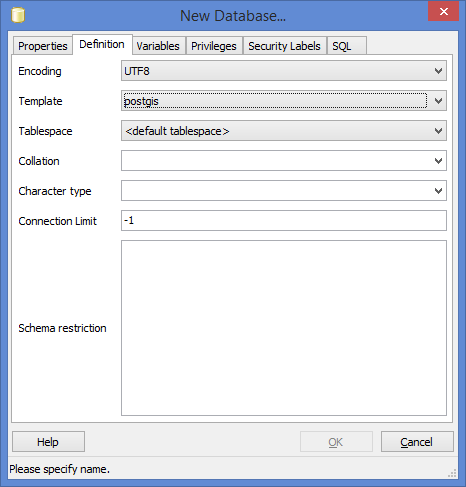 New Database...
Properties Definition Variables Privileges Security Labels SQL
Encoding UTF8
Template postgis
Tablespace <default tablespace>
Collation
Character type
Connection Limit -1
Schema restriction
Help OK Cancel
Please specify name.